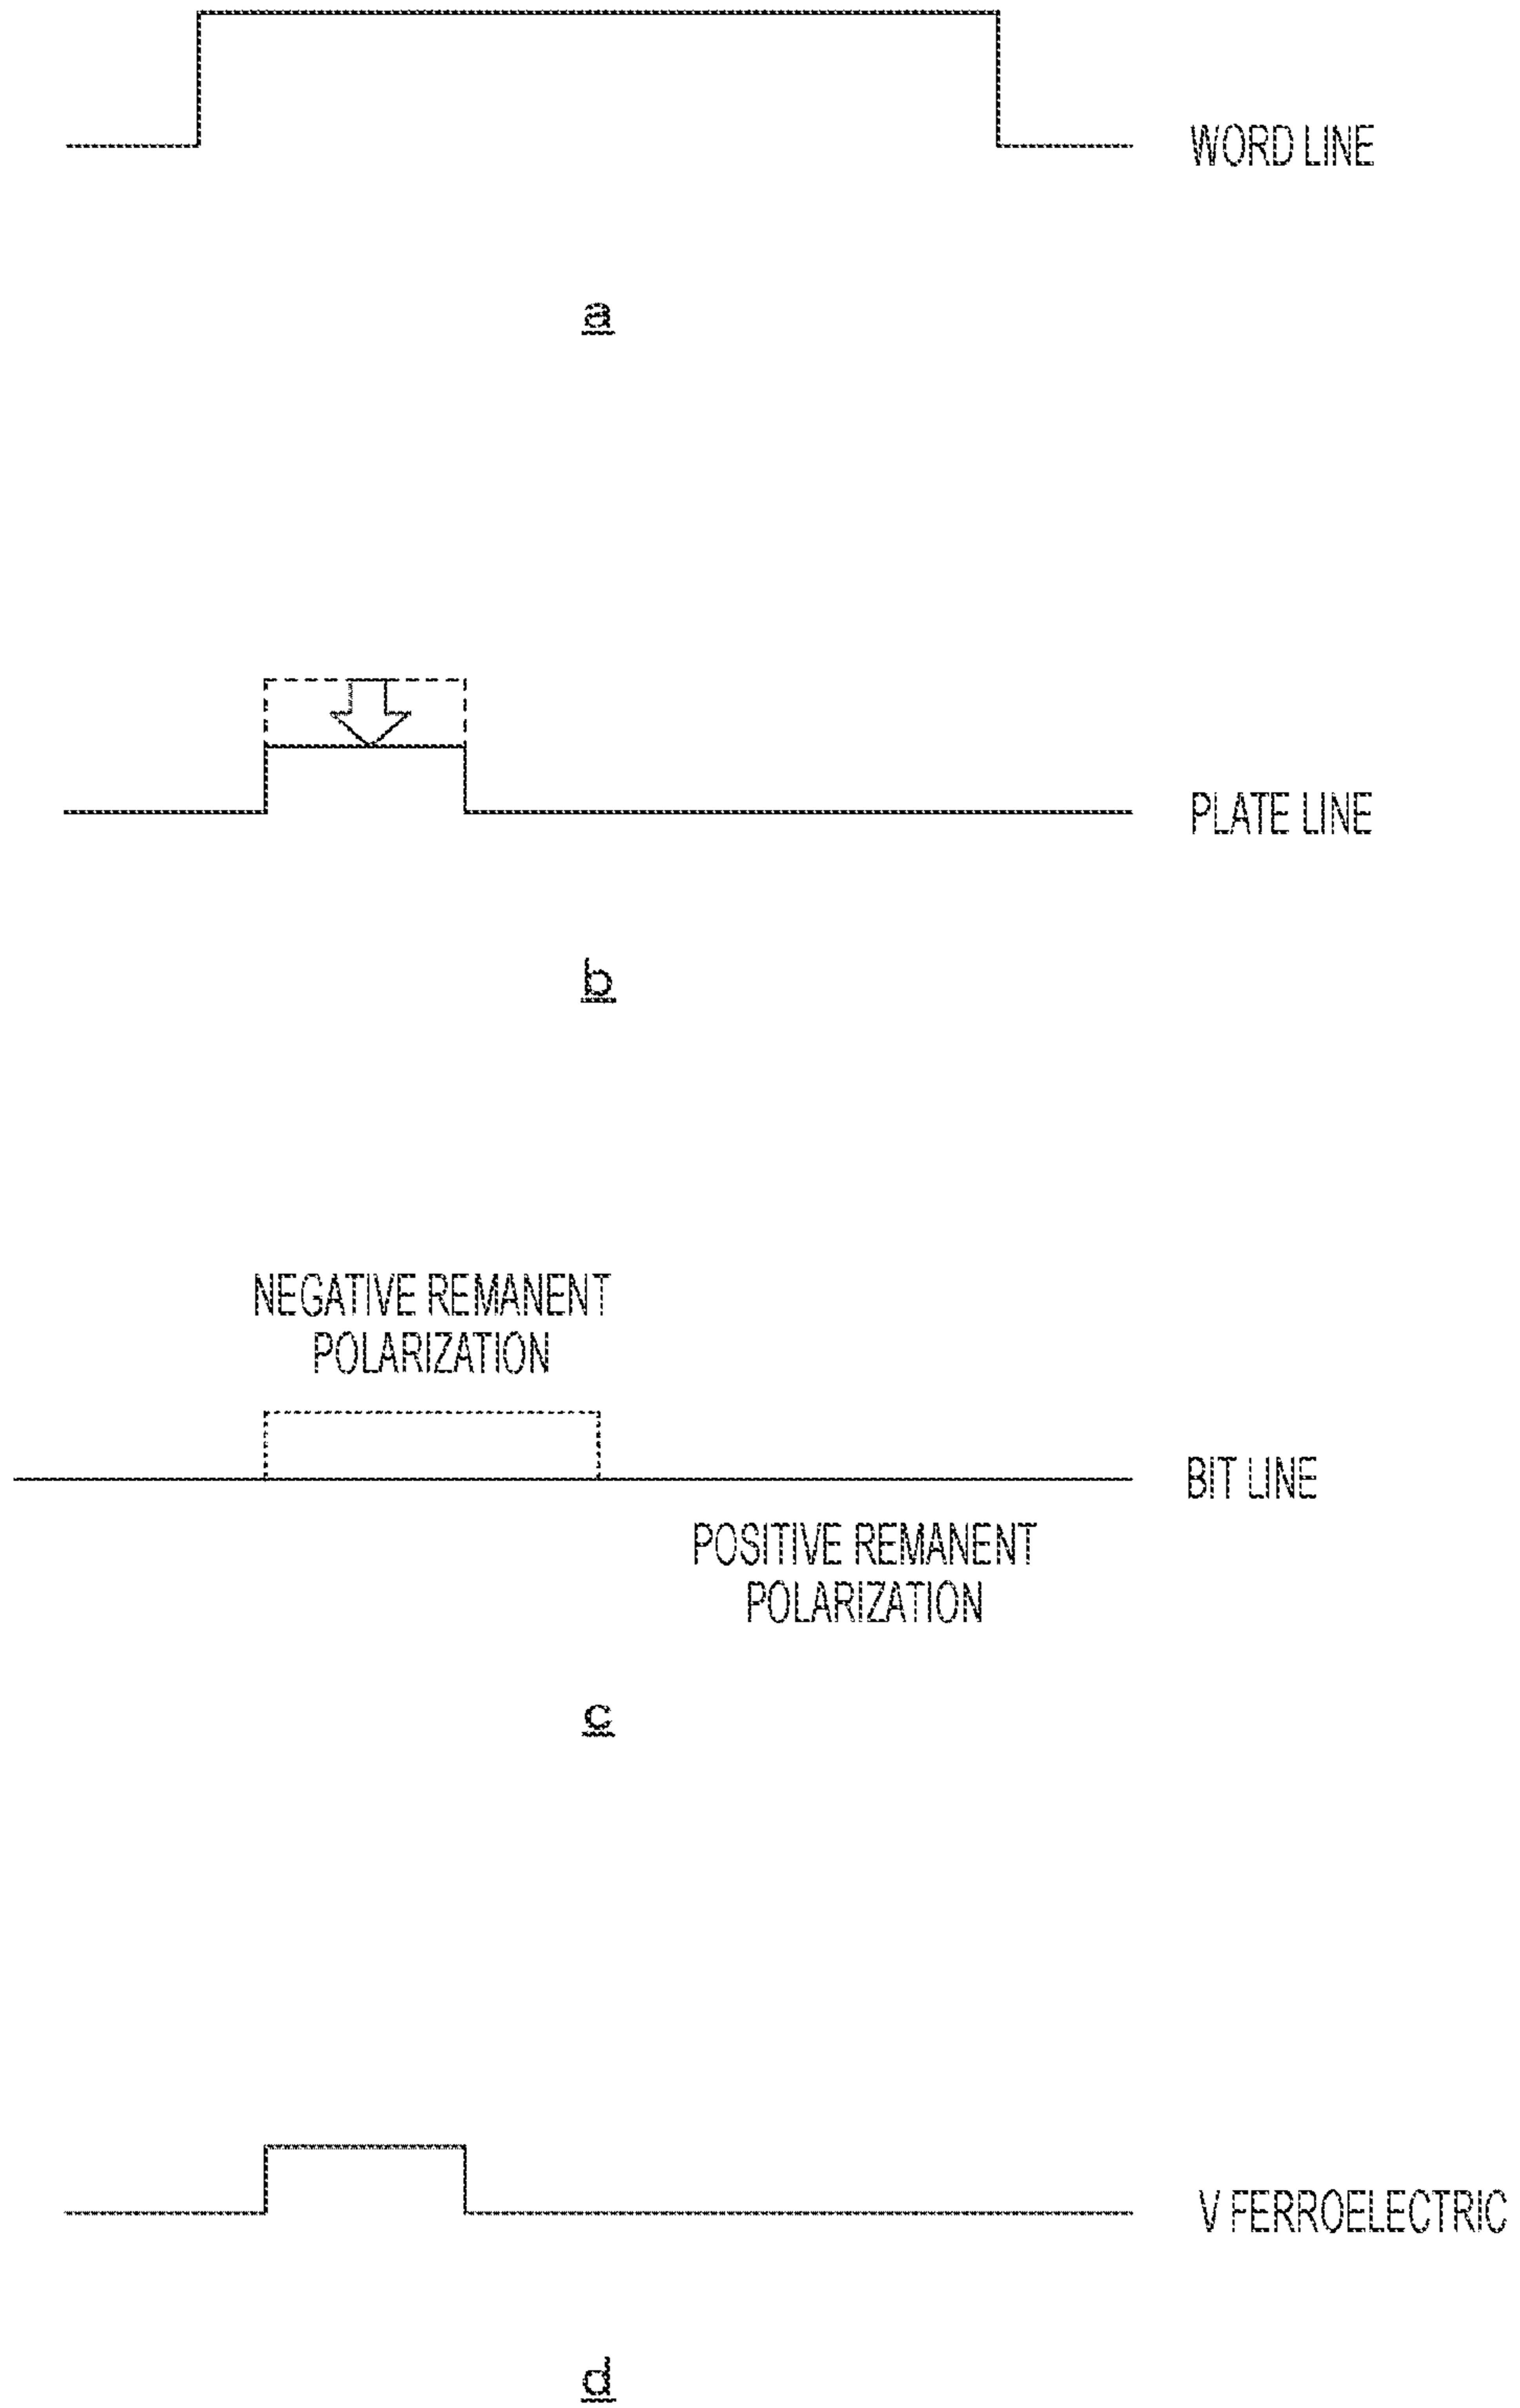 WORD LINE
a
PLATE LINE
b
NEGATIVE REMANENT
POLARIZATION
BIT LINE
POSITIVE REMANENT
POLARIZATION
c
V FERROELECTRIC
d